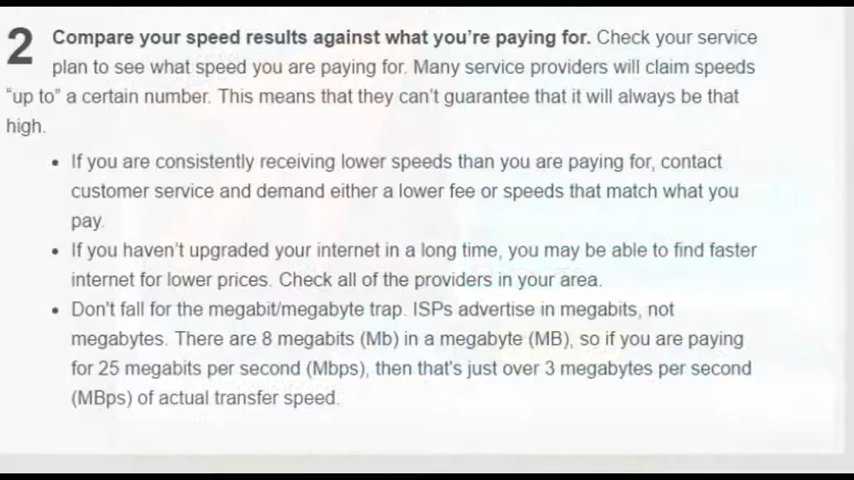 2 Compare your speed results against what you're paying for. Check your service
plan to see what speed you are paying for. Many service providers will claim speeds
"up to" a certain number. This means that they can't guarantee that it will always be that
high.
• If you are consistently receiving lower speeds than you are paying for, contact
customer service and demand either a lower fee or speeds that match what you
pay.
• If you haven't upgraded your internet in a long time, you may be able to find faster
internet for lower prices. Check all of the providers in your area.
• Don't fall for the megabit/megabyte trap. ISPs advertise in megabits, not
megabytes. There are 8 megabits (Mb) in a megabyte (MB), so if you are paying
for 25 megabits per second (Mbps), then that's just over 3 megabytes per second
(MBps) of actual transfer speed.